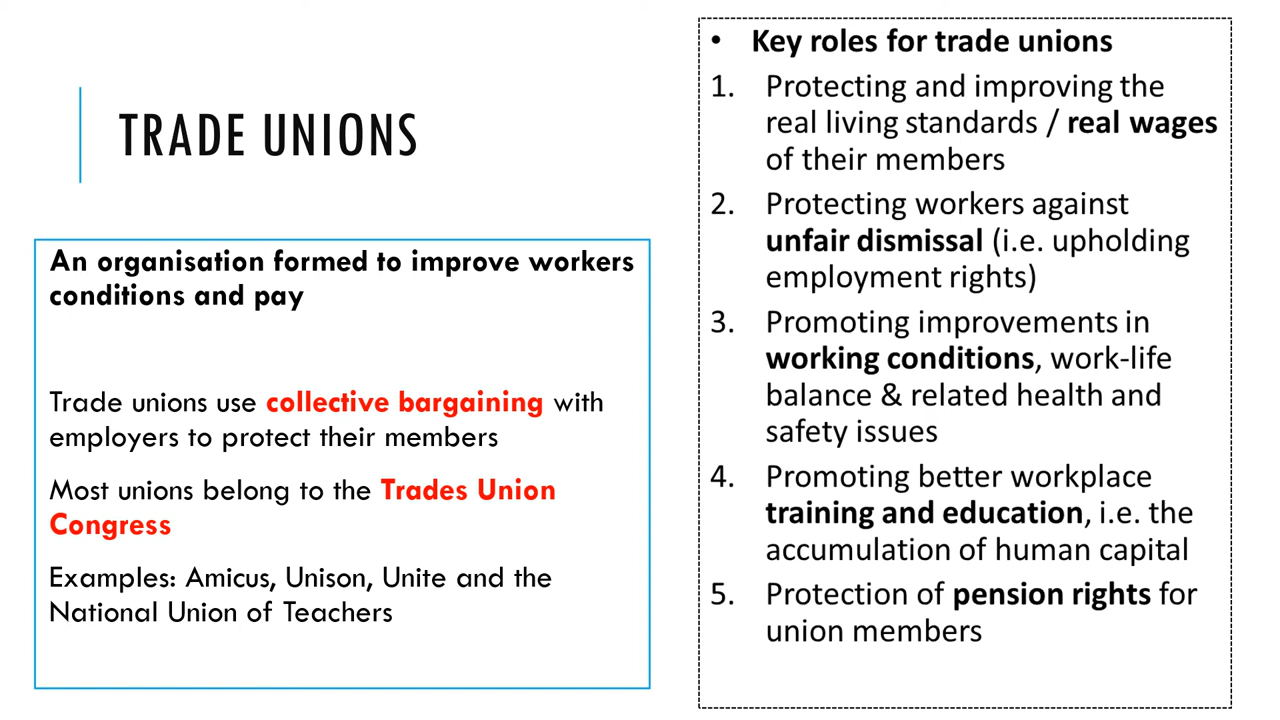 TRADE UNIONS
An organisation formed to improve workers
conditions and pay
Trade unions use collective bargaining with
employers to protect their members
Most unions belong to the Trades Union
Congress
Examples: Amicus, Unison, Unite and the
National Union of Teachers
• Key roles for trade unions
1. Protecting and improving the
real living standards / real wages
of their members
2. Protecting workers against
unfair dismissal (i.e. upholding
employment rights)
3. Promoting improvements in
working conditions, work-life
balance & related health and
safety issues
4. Promoting better workplace
training and education, i.e. the
accumulation of human capital
5. Protection of pension rights for
union members